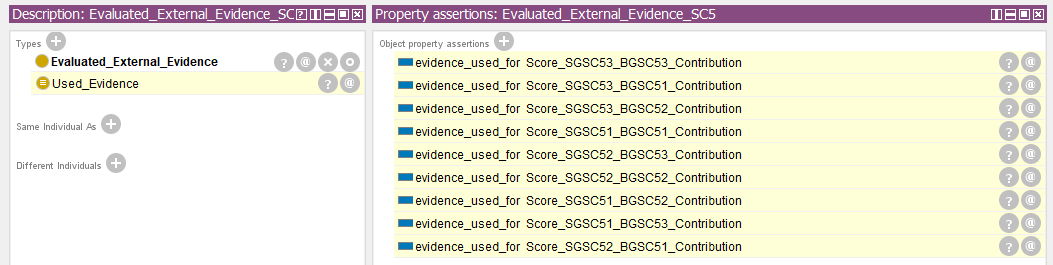 Description: Evaluated_External_Evidence_SC
Types
Evaluated_External_Evidence
Used_Evidence
Same Individual As
Different Individuals
Property assertions: Evaluated_External_Evidence_SC5
Object property assertions
evidence_used_for Score_SGSC53_BGSC53_Contribution
evidence_used_for Score_SGSC53_BGSC51_Contribution
evidence_used_for Score_SGSC53_BGSC52_Contribution
evidence_used_for Score_SGSC51_BGSC51_Contribution
evidence_used_for Score_SGSC52_BGSC53_Contribution
evidence_used_for Score_SGSC52_BGSC52_Contribution
evidence_used_for Score_SGSC51_BGSC52_Contribution
evidence_used_for Score_SGSC51_BGSC53_Contribution
evidence_used_for Score_SGSC52_BGSC51_Contribution